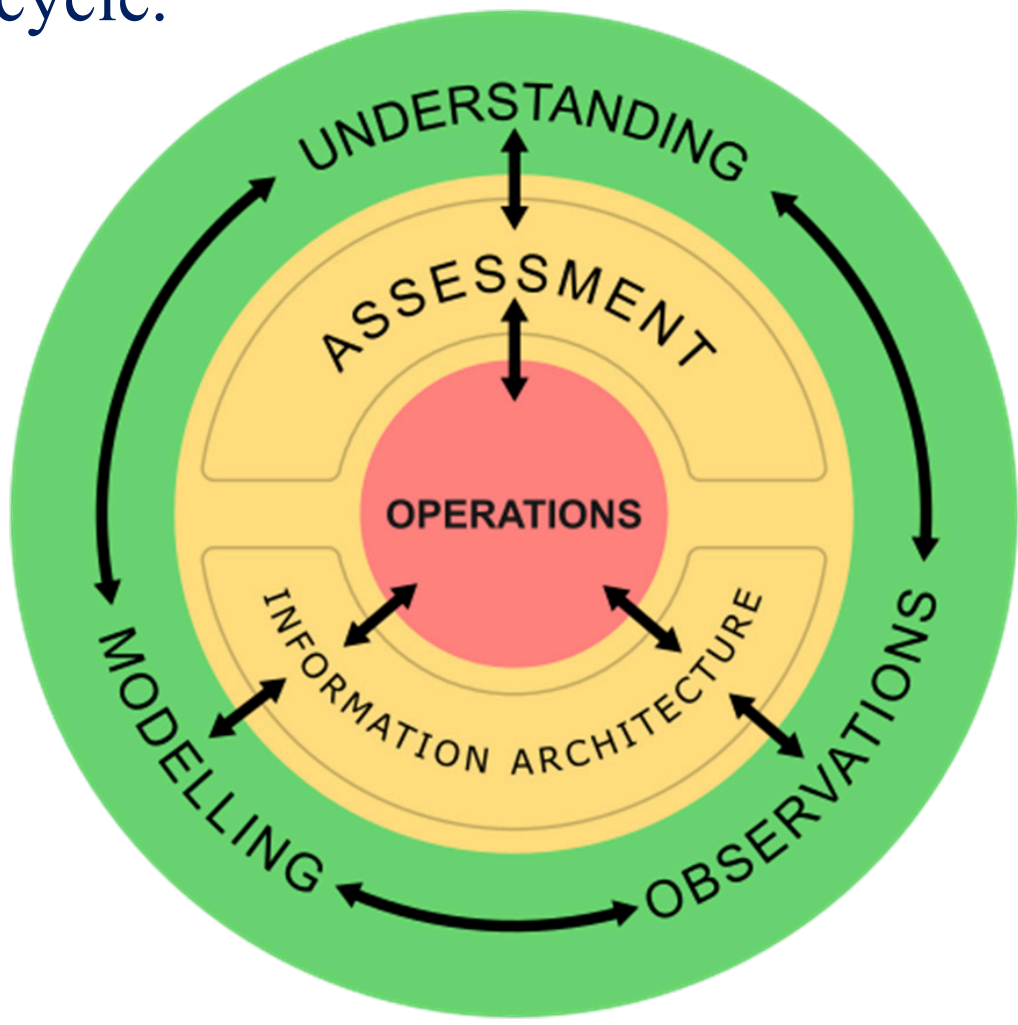 cycle.
UNDERSTANDING
ASSESSMENT
OPERATIONS
INFORMATION ARCHITECTURE
MODELLING
OBSERVATIONS